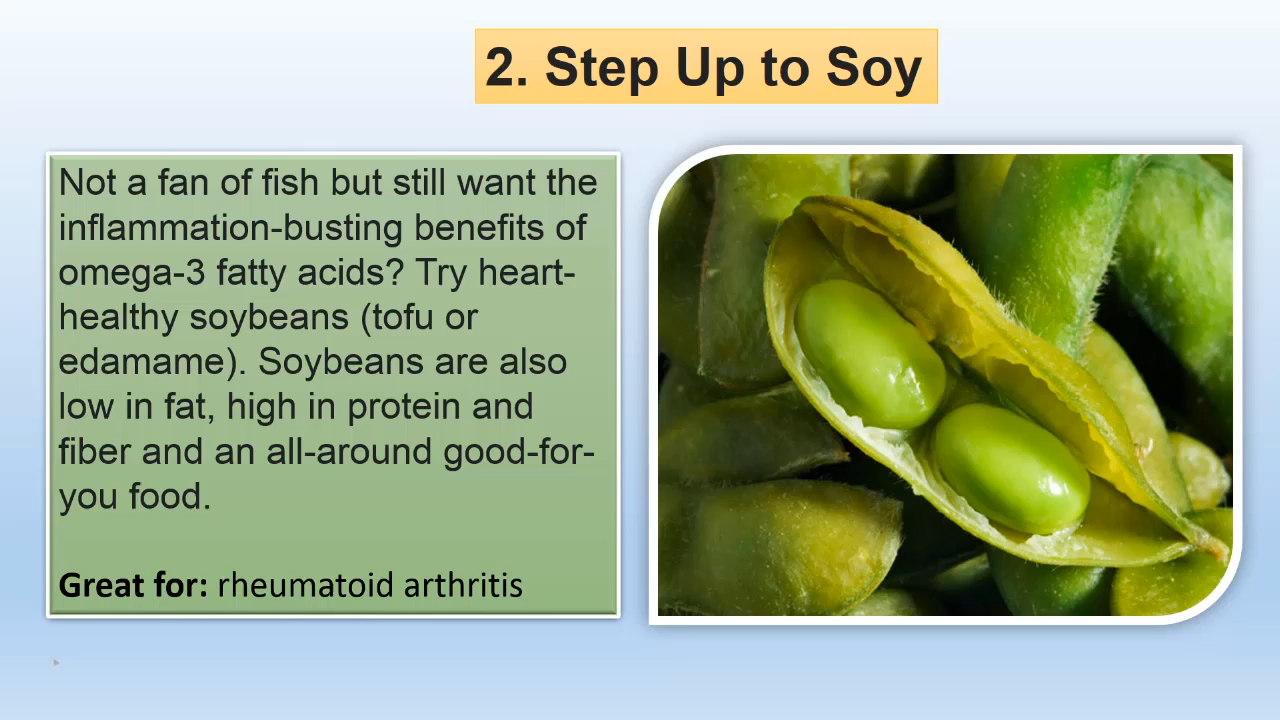 2. Step Up to Soy
Not a fan of fish but still want the
inflammation-busting benefits of
omega-3 fatty acids? Try heart-
healthy soybeans (tofu or
edamame). Soybeans are also
low in fat, high in protein and
fiber and an all-around good-for-
you food.
Great for: rheumatoid arthritis